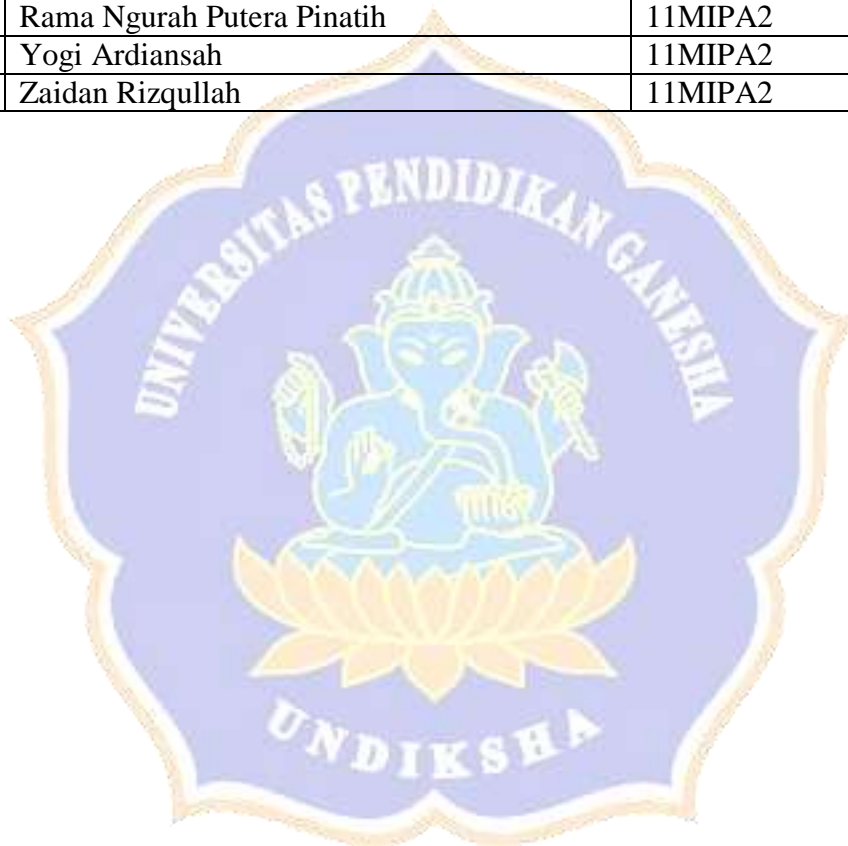 Rama Ngurah Putera Pinatih 11MIPA2
Yogi Ardiansah 11MIPA2
Zaidan Rizqullah 11MIPA2
UNIVERSITAS PENDIDIKAN GANESHA
UNDIKSHA